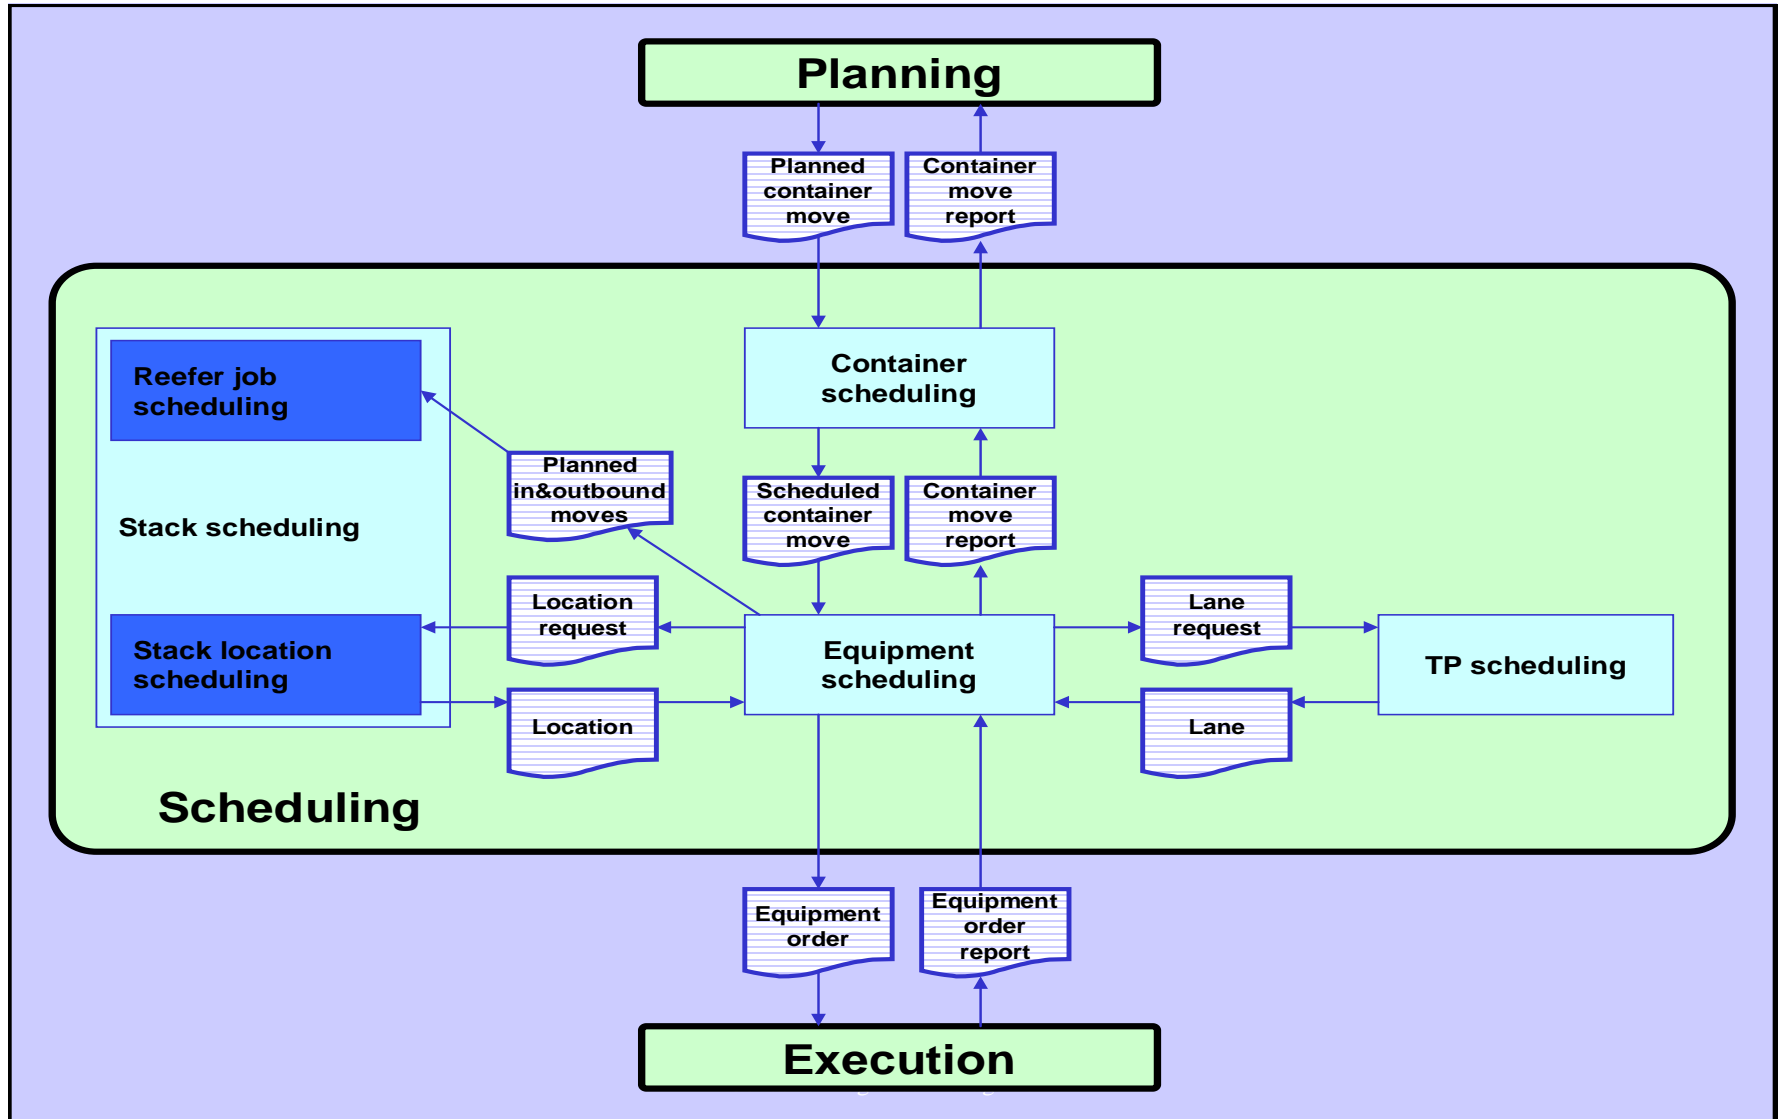 Planning
Planned
container
move
Container
move
report
Reefer job
scheduling
Container
scheduling
Planned
in&outbound
moves
Scheduled
container
move
Container
move
report
Stack scheduling
Location
request
Lane
request
Stack location
scheduling
Equipment
scheduling
TP scheduling
Location
Lane
Scheduling
Equipment
order
Equipment
order
report
Execution